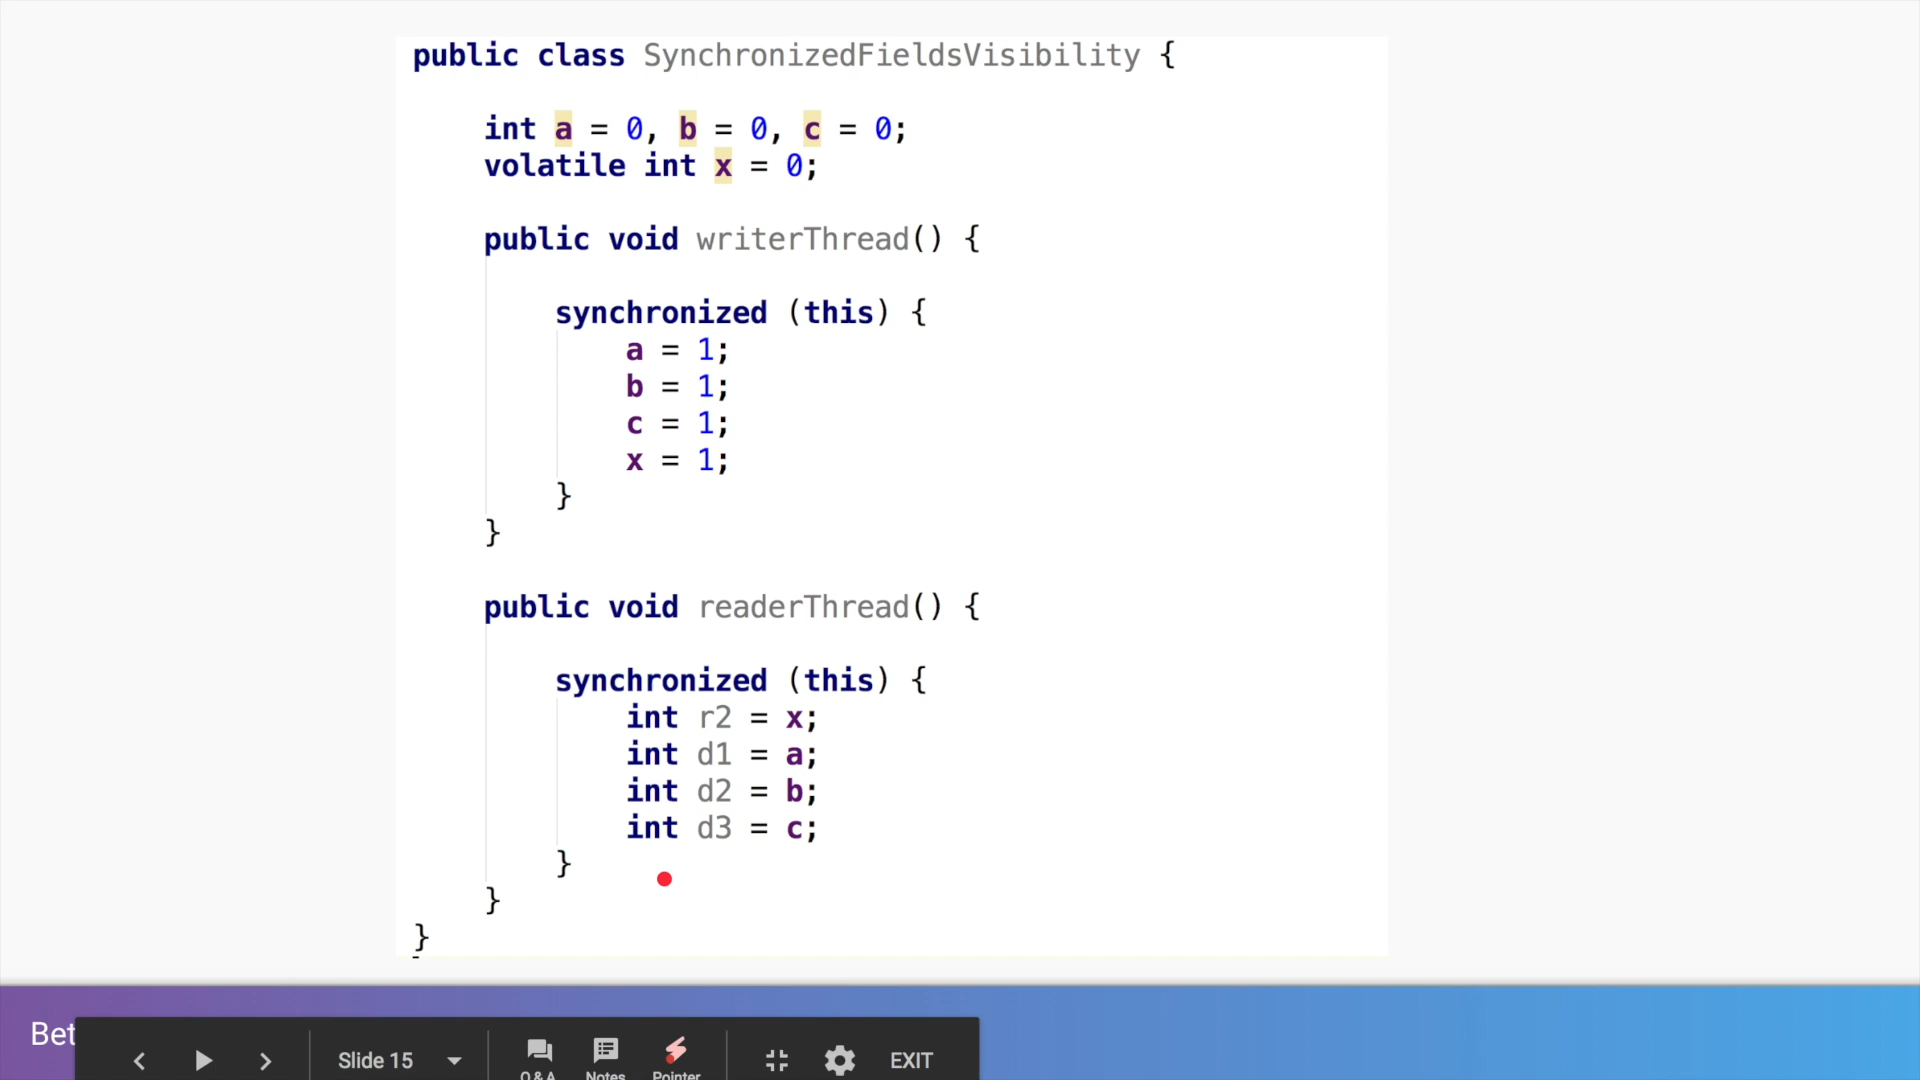 public class SynchronizedFieldsVisibility {
int a = 0, b = 0, c = 0;
volatile int x = 0;
public void writerThread() {
synchronized (this) {
a = 1;
b = 1;
c = 1;
x = 1;
}
}
public void readerThread() {
synchronized (this) {
int r2 = x;
int d1 = a;
int d2 = b;
int d3 = c;
}
}
}
Bet
Slide 15
Q & A Notes Pointer
EXIT